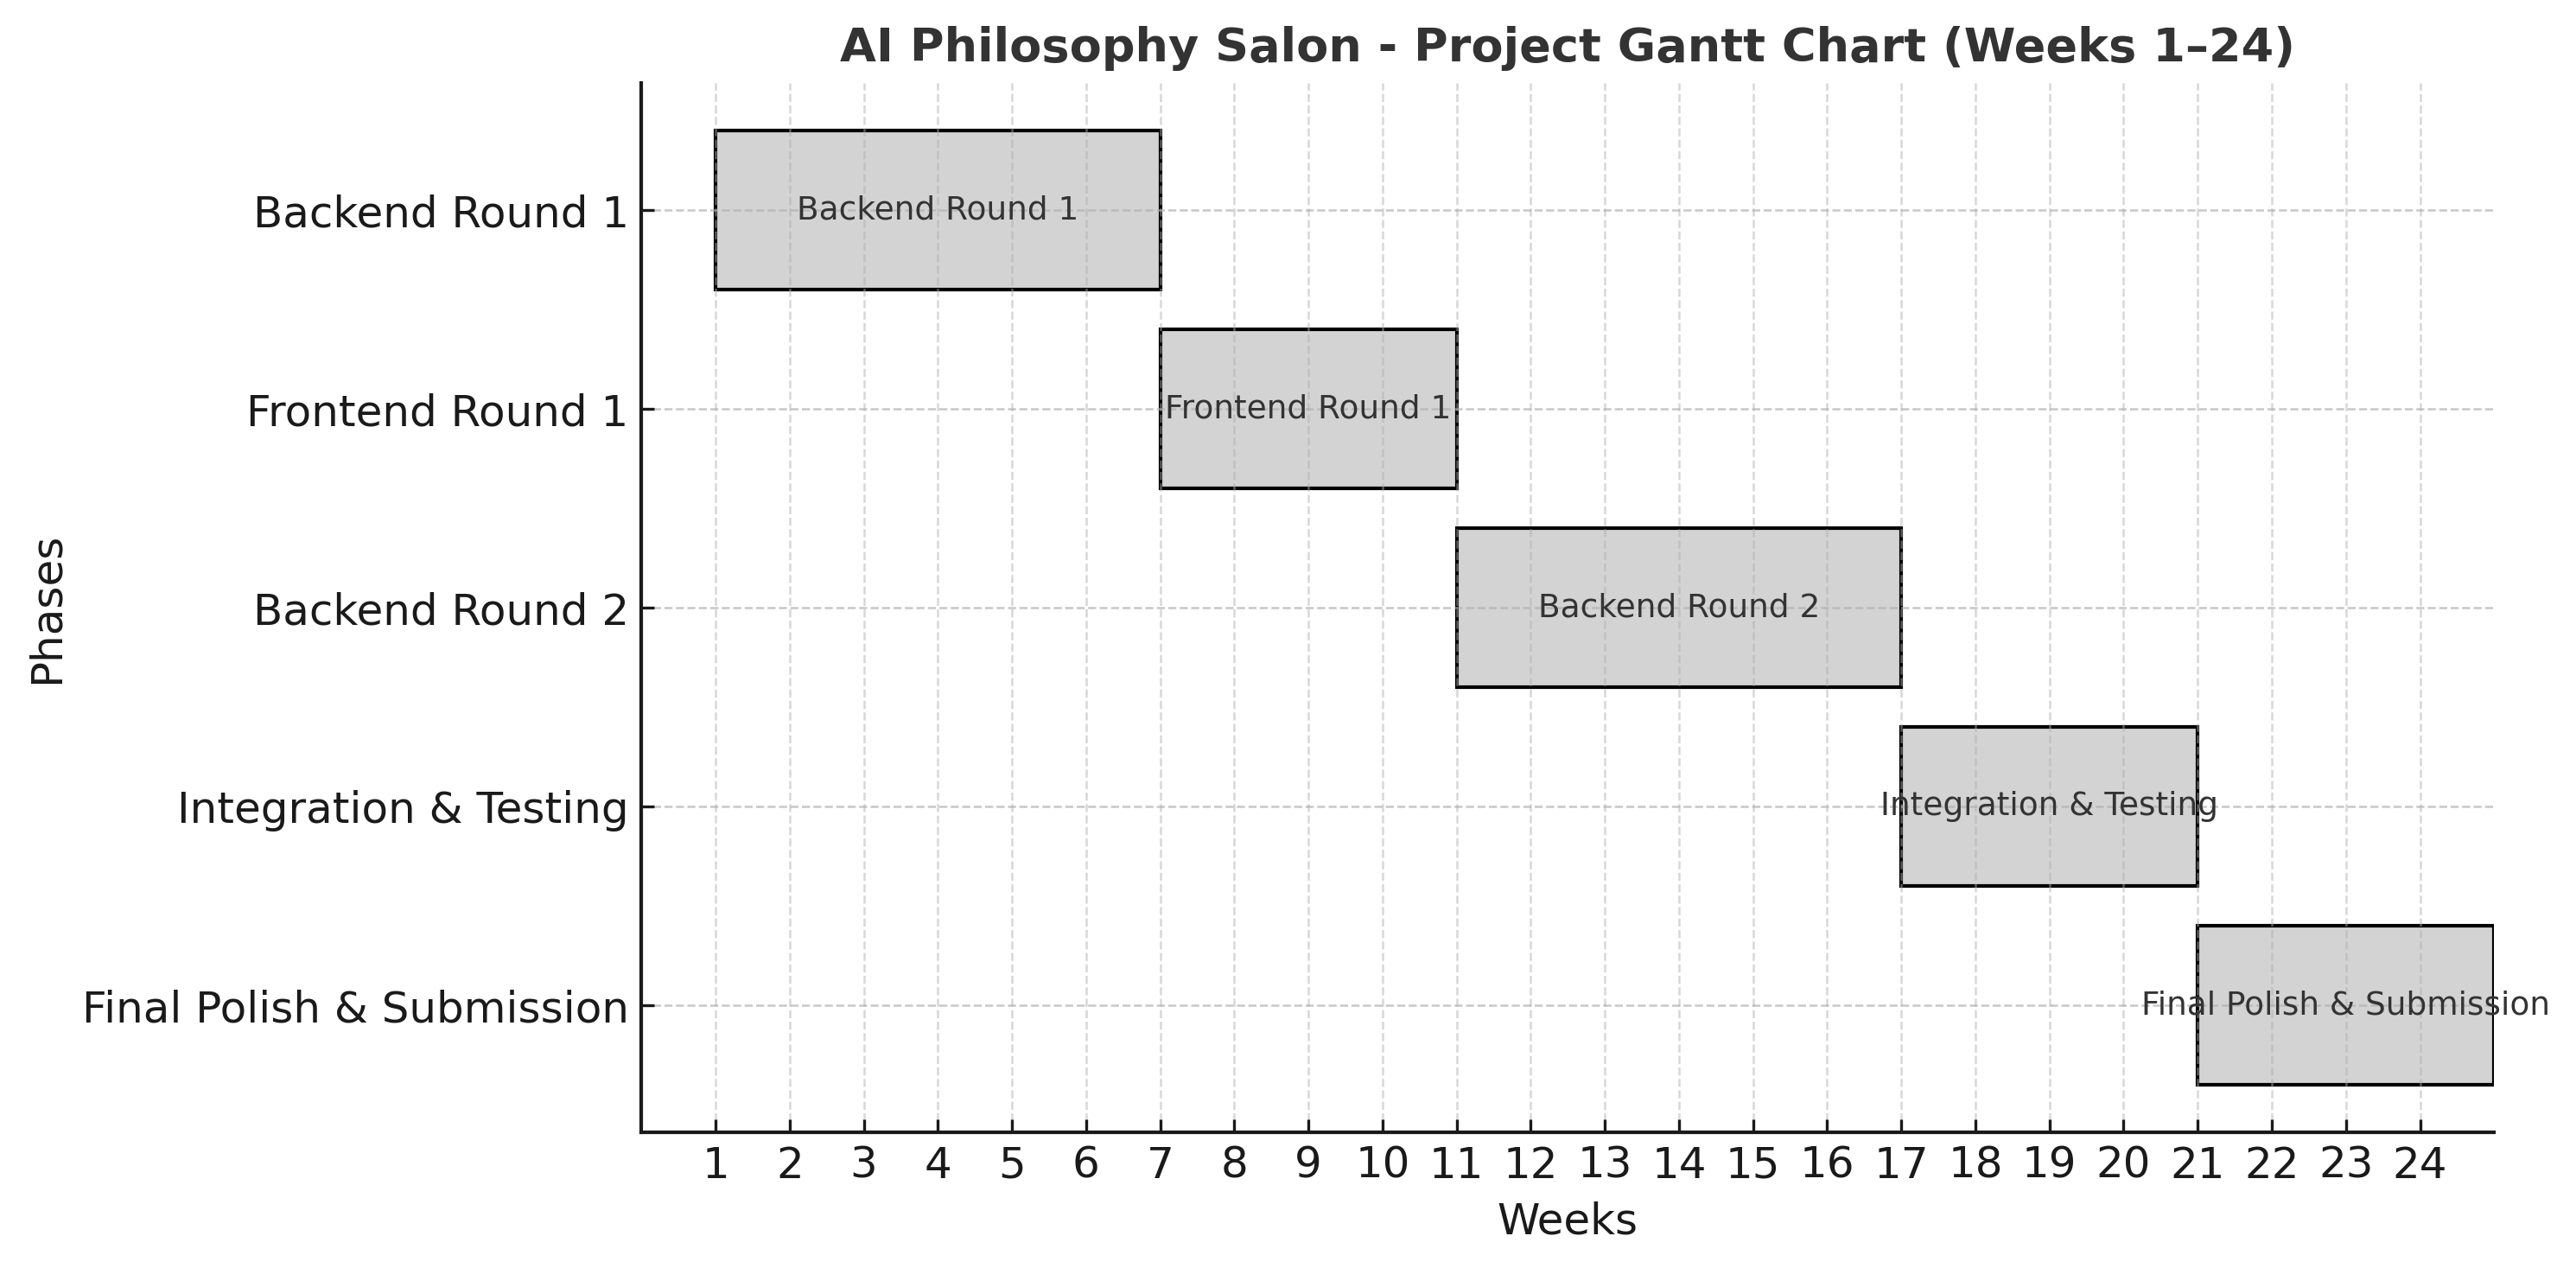 AI Philosophy Salon - Project Gantt Chart (Weeks 1–24)
Phases
Backend Round 1
Backend Round 1
Frontend Round 1
Frontend Round 1
Backend Round 2
Backend Round 2
Integration & Testing
Integration & Testing
Final Polish & Submission
Final Polish & Submission
1 2 3 4 5 6 7 8 9 10 11 12 13 14 15 16 17 18 19 20 21 22 23 24
Weeks